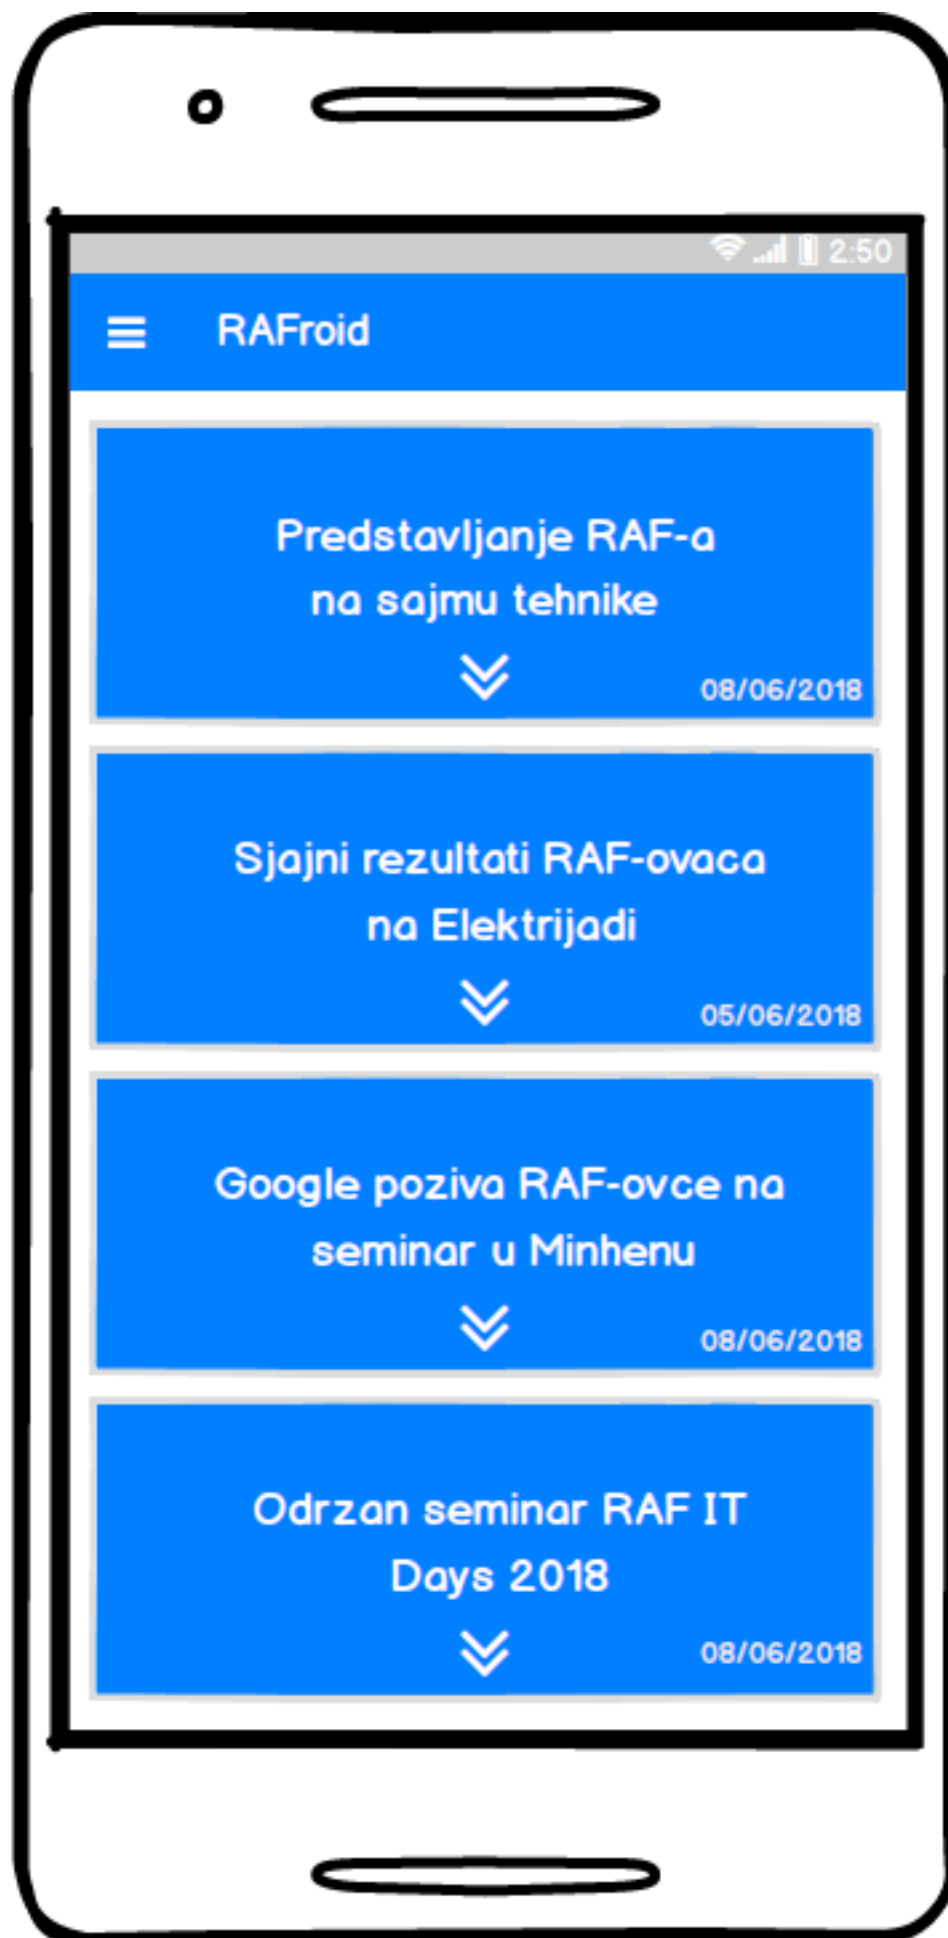 2:50
RAFroid
Predstavljanje RAF-a
na sajmu tehnike
08/06/2018
Sjajni rezultati RAF-ovaca
na Elektrijadi
05/06/2018
Google poziva RAF-ovce na
seminar u Minhenu
08/06/2018
Odrzan seminar RAF IT
Days 2018
08/06/2018